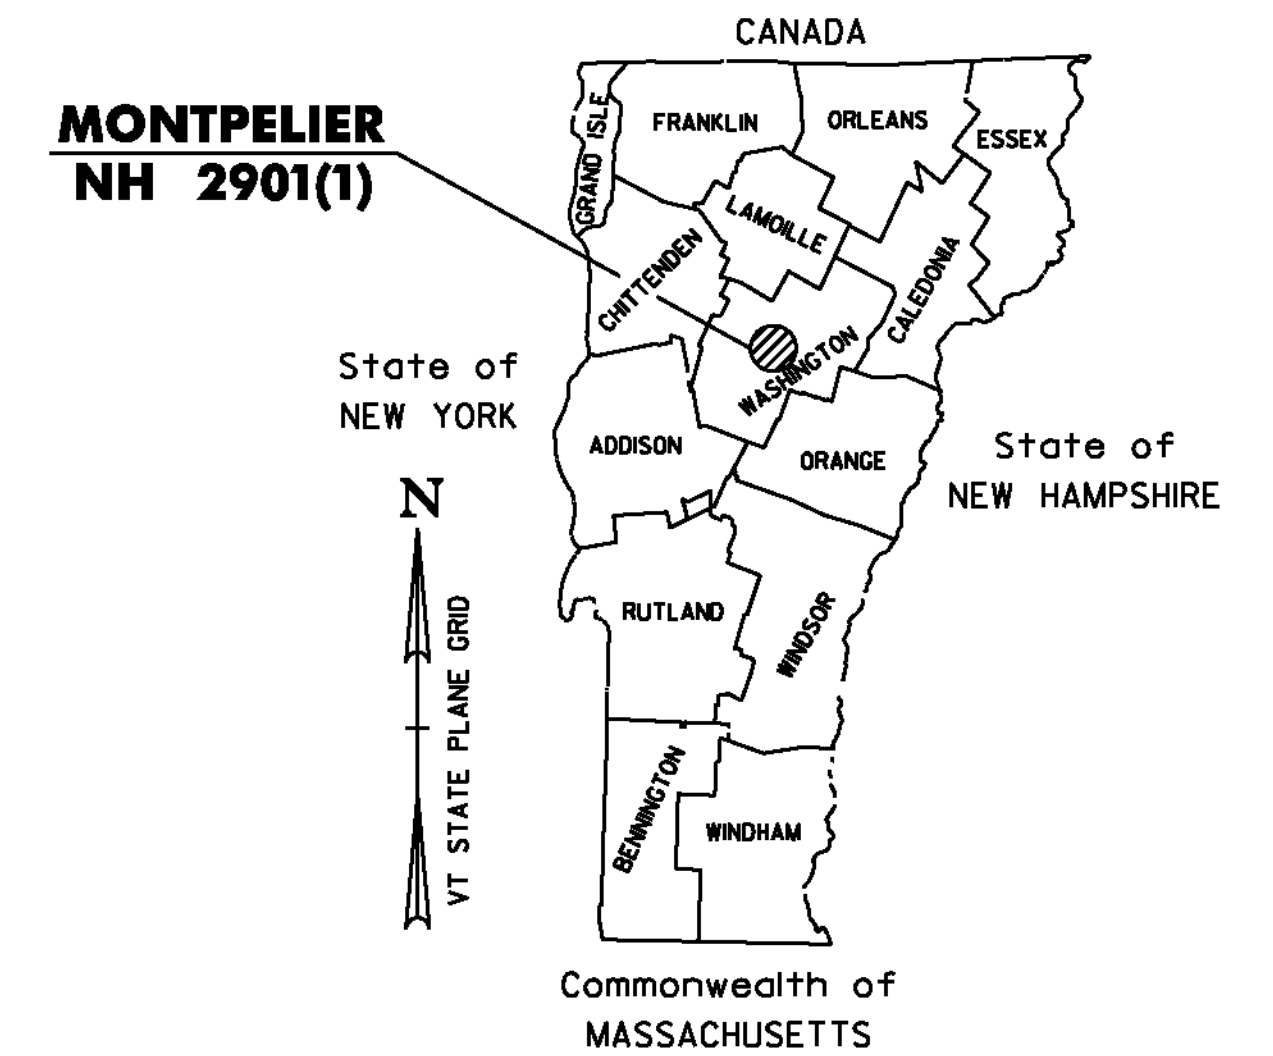 CANADA
MONTPELIER
NH 2901(1)
GRAND ISLE
FRANKLIN
ORLEANS
ESSEX
LAMOILLE
CHITTENDEN
CALEDONIA
WASHINGTON
State of
NEW YORK
ADDISON
ORANGE
State of
NEW HAMPSHIRE
N
VT STATE PLANE GRID
RUTLAND
WINDSOR
BENNINGTON
WINDHAM
Commonwealth of
MASSACHUSETTS